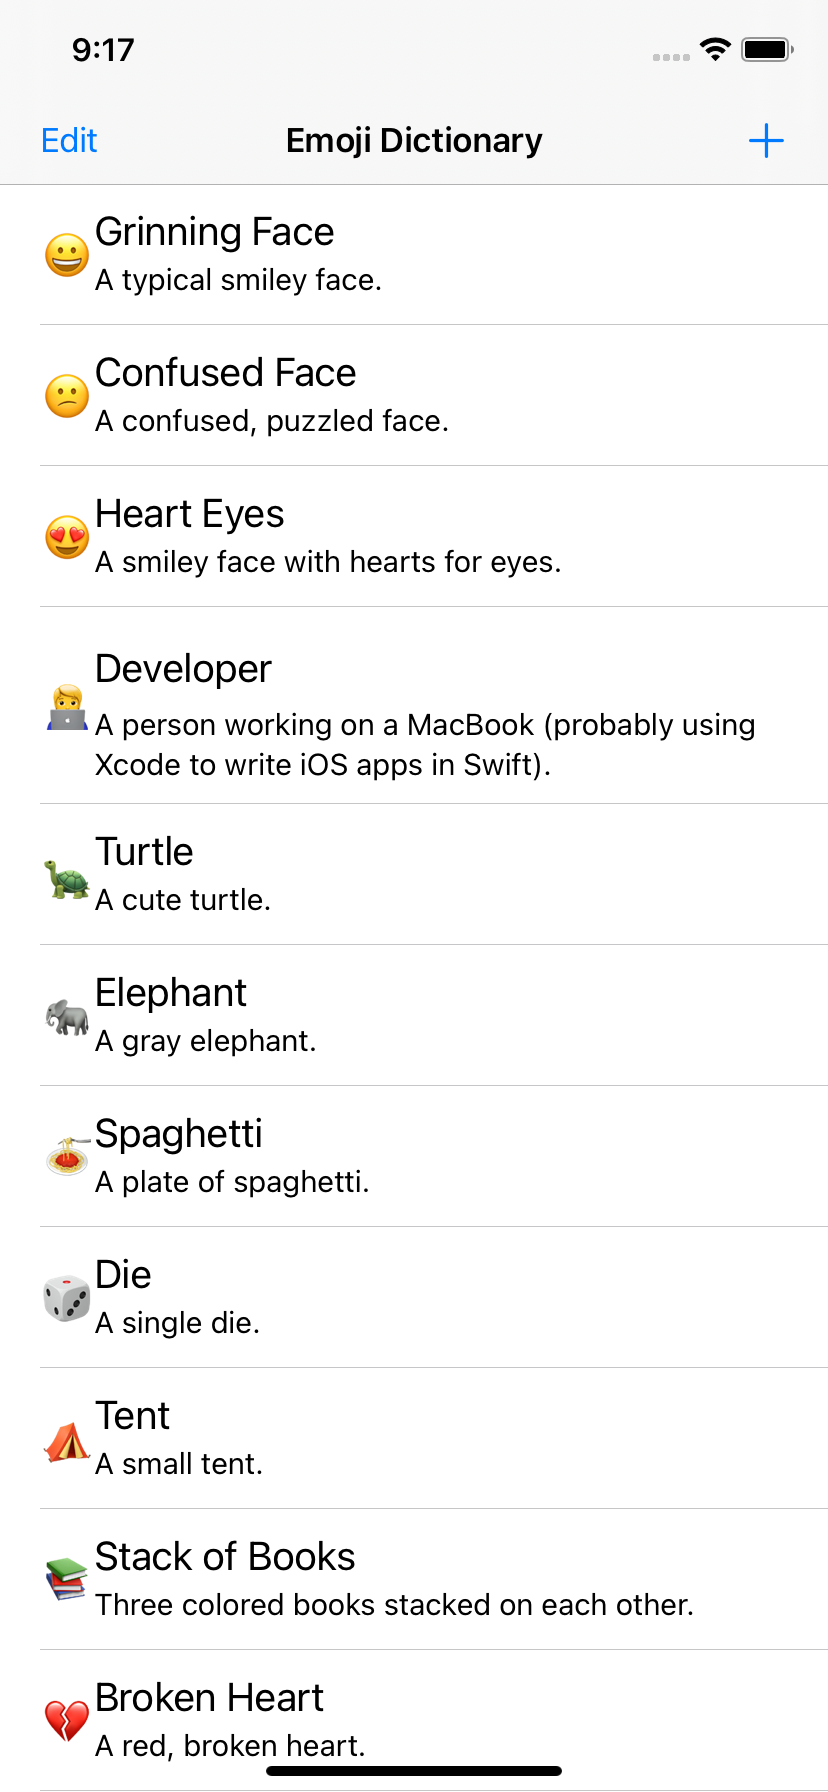 9:17
Edit
Emoji Dictionary
Grinning Face
A typical smiley face.
Confused Face
A confused, puzzled face.
Heart Eyes
A smiley face with hearts for eyes.
Developer
A person working on a MacBook (probably using
Xcode to write iOS apps in Swift).
Turtle
A cute turtle.
Elephant
A gray elephant.
Spaghetti
A plate of spaghetti.
Die
A single die.
Tent
A small tent.
Stack of Books
Three colored books stacked on each other.
Broken Heart
A red, broken heart.